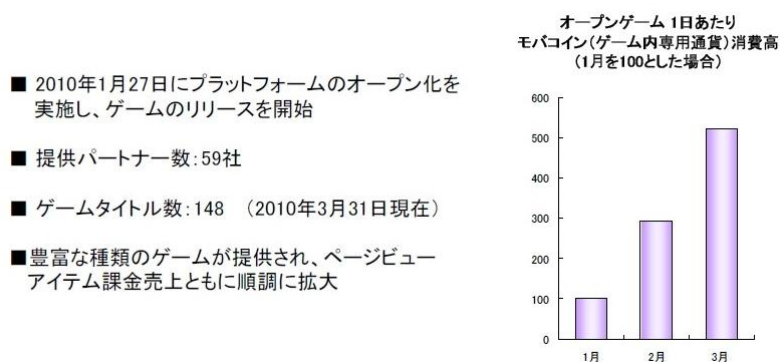 ■ 2010年1月27日にプラットフォームのオープン化を
実施し、ゲームのリリースを開始
■ 提供パートナー数:59社
■ ゲームタイトル数:148 (2010年3月31日現在)
■豊富な種類のゲームが提供され、ページビュー
アイテム課金売上ともに順調に拡大
オープンゲーム 1日あたり
モバコイン(ゲーム内専用通貨)消費高
(1月を100とした場合)
600
500
400
300
200
100
0
1月 2月 3月